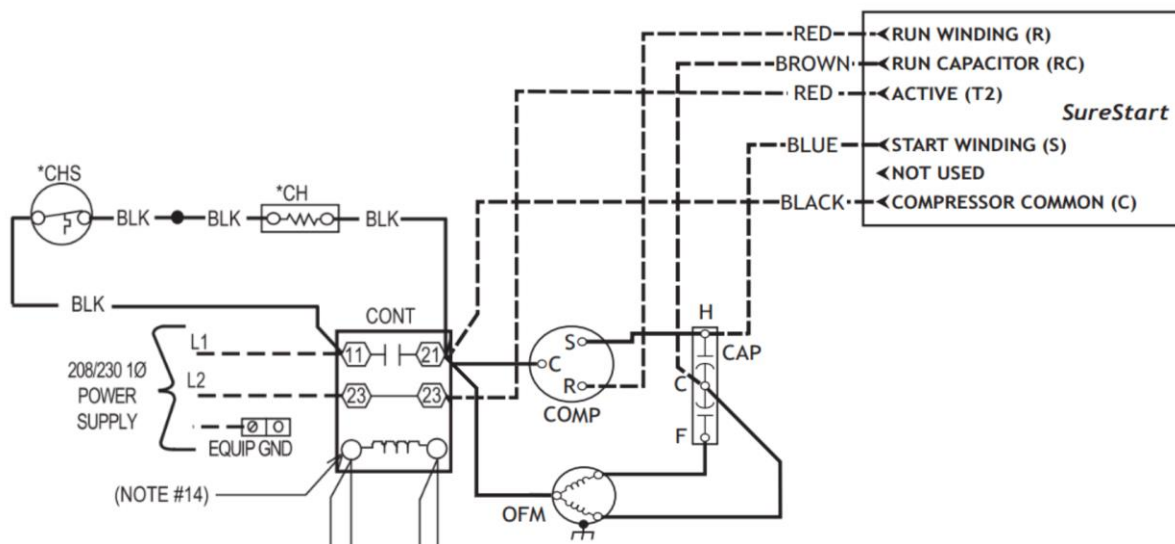 RED
RUN WINDING (R)
BROWN
RUN CAPACITOR (RC)
RED
ACTIVE (T2)
SureStart
BLUE
START WINDING (S)
NOT USED
BLACK
COMPRESSOR COMMON (C)
*CHS
*CH
BLK
BLK
BLK
BLK
CONT
H
L1
11
21
S
CAP
C
208/230 1Ø
POWER
SUPPLY
L2
23
23
R
C
COMP
F
EQUIP GND
(NOTE #14)
OFM